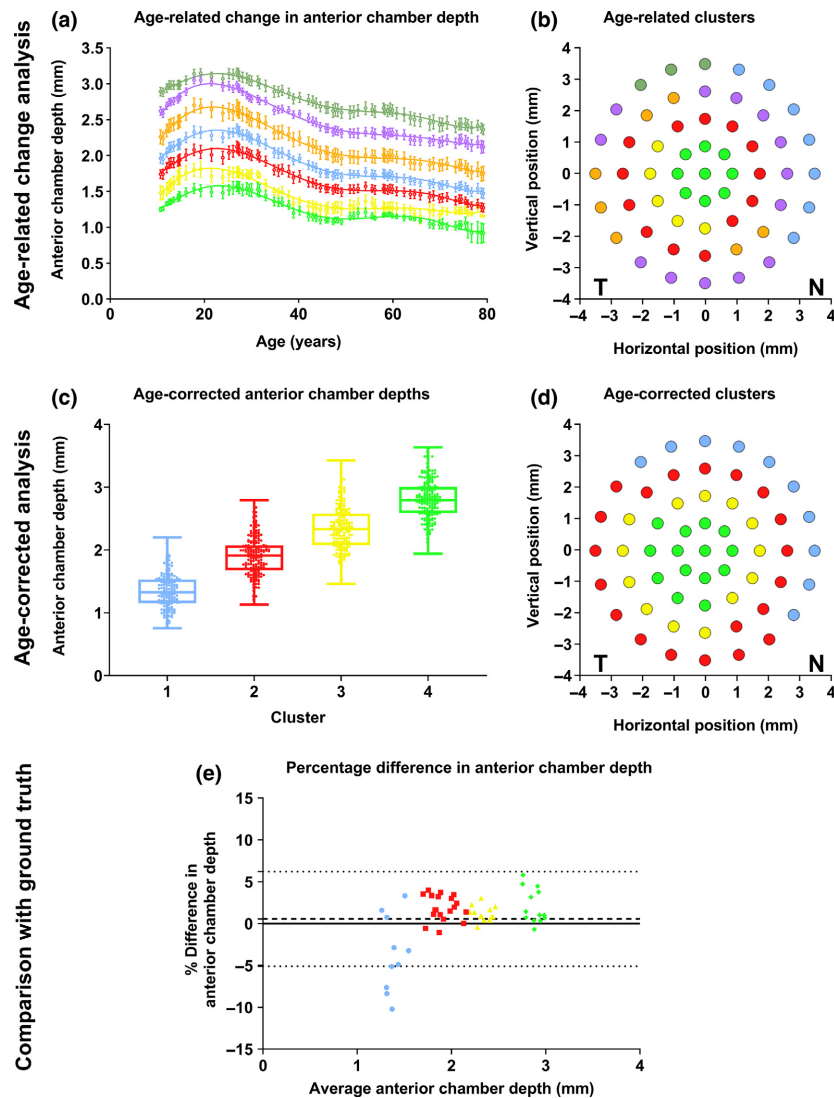 Age-related change analysis
(a)
Age-related change in anterior chamber depth
Anterior chamber depth (mm)
3.5
3.0
2.5
2.0
1.5
1.0
0.5
0.0
0 20 40 60 80
Age (years)
(b)
Age-related clusters
Vertical position (mm)
4
3
2
1
0
–1
–2
–3
–4
T N
–4 –3 –2 –1 0 1 2 3 4
Horizontal position (mm)
Age-corrected analysis
(c)
Age-corrected anterior chamber depths
Anterior chamber depth (mm)
4
3
2
1
0
1 2 3 4
Cluster
(d)
Age-corrected clusters
Vertical position (mm)
4
3
2
1
0
–1
–2
–3
–4
T N
–4 –3 –2 –1 0 1 2 3 4
Horizontal position (mm)
Comparison with ground truth
(e)
Percentage difference in anterior chamber depth
% Difference in
anterior chamber depth
15
10
5
0
–5
–10
–15
0 1 2 3 4
Average anterior chamber depth (mm)